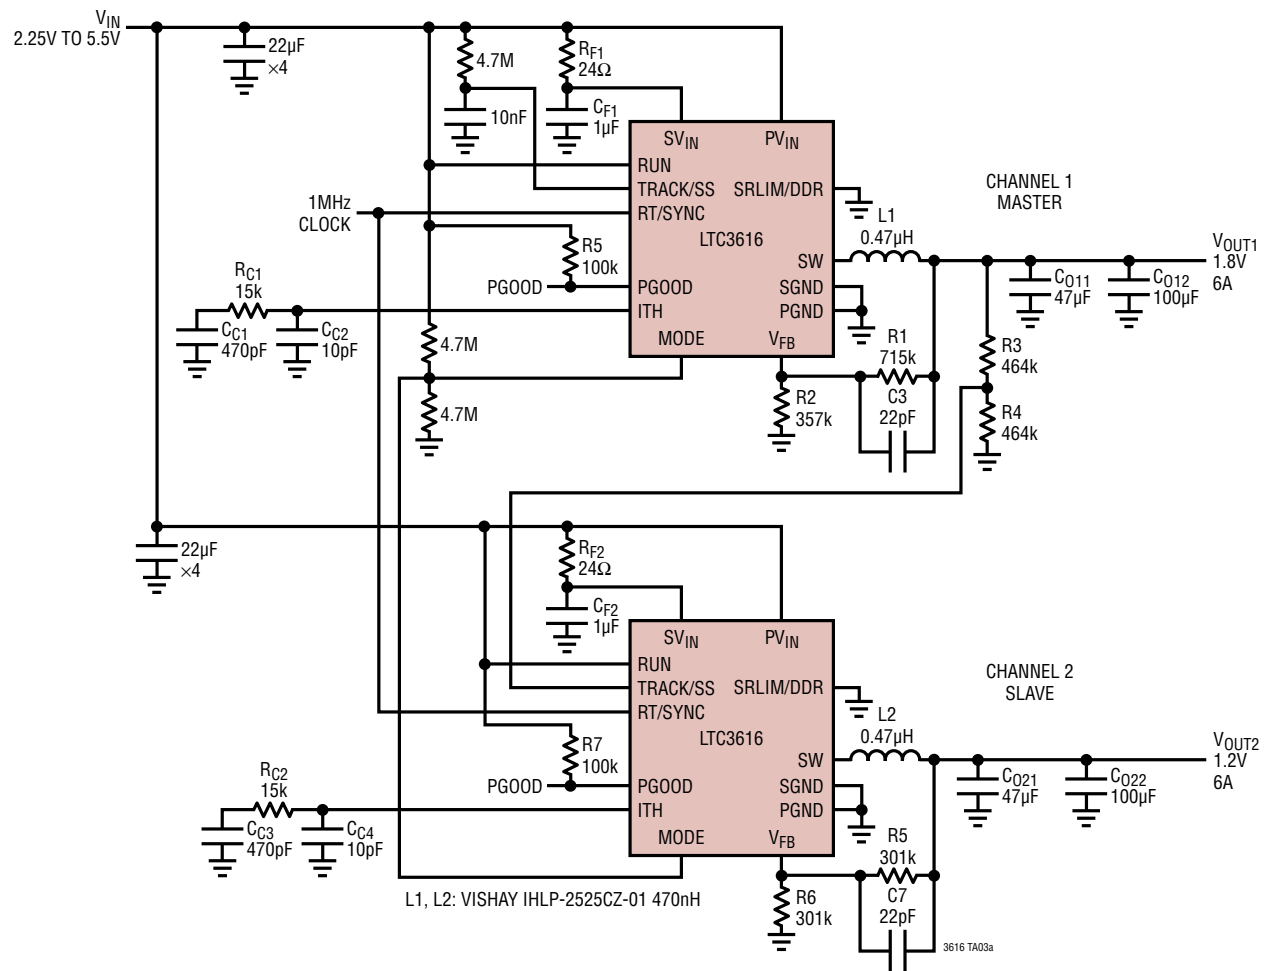 VIN
2.25V TO 5.5V
22µF
×4
4.7M
10nF
RF1
24Ω
CF1
1µF
SVIN
PVIN
RUN
TRACK/SS
SRLIM/DDR
1MHz
CLOCK
RT/SYNC
LTC3616
CHANNEL 1
MASTER
L1
0.47µH
SW
VOUT1
1.8V
6A
R5
100k
PGOOD
PGOOD
SGND
ITH
PGND
MODE
VFB
RC1
15k
CC1
470pF
CC2
10pF
4.7M
4.7M
CO11
47µF
CO12
100µF
R1
715k
C3
22pF
R2
357k
R3
464k
R4
464k
22µF
×4
RF2
24Ω
CF2
1µF
SVIN
PVIN
RUN
TRACK/SS
SRLIM/DDR
RT/SYNC
LTC3616
CHANNEL 2
SLAVE
L2
0.47µH
SW
VOUT2
1.2V
6A
R7
100k
PGOOD
PGOOD
SGND
ITH
PGND
MODE
VFB
RC2
15k
CC3
470pF
CC4
10pF
CO21
47µF
CO22
100µF
R5
301k
C7
22pF
R6
301k
L1, L2: VISHAY IHLP-2525CZ-01 470nH
3616 TA03a